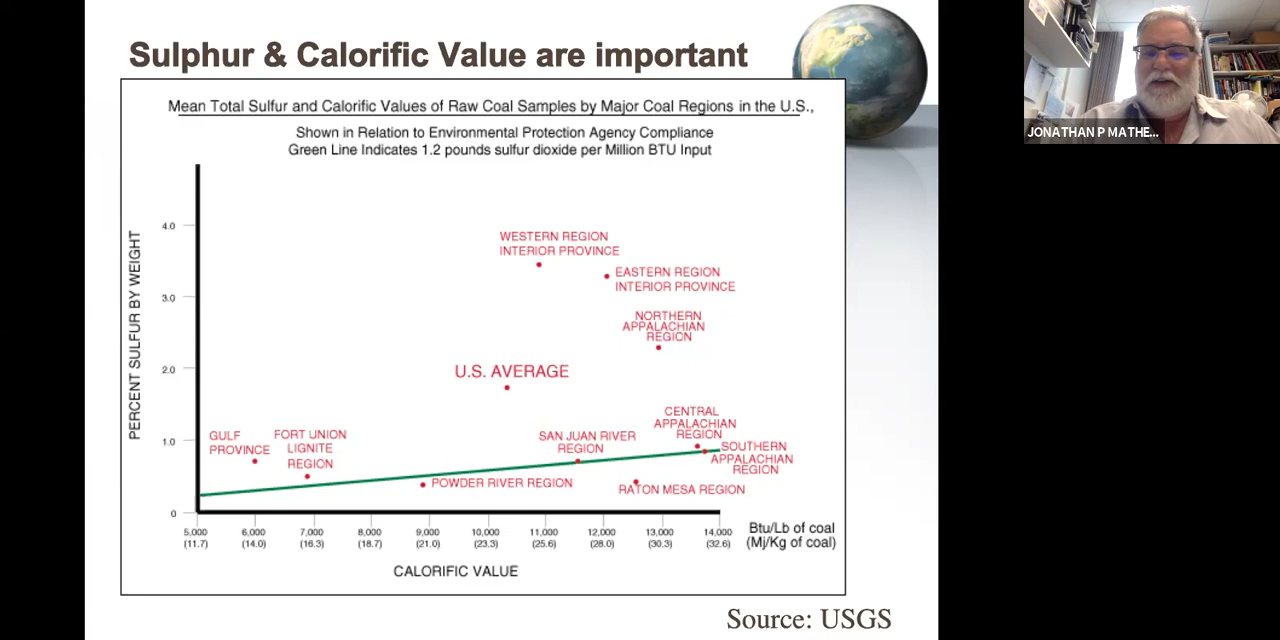 Sulphur & Calorific Value are important
Mean Total Sulfur and Calorific Values of Raw Coal Samples by Major Coal Regions in the U.S.,
Shown in Relation to Environmental Protection Agency Compliance
Green Line Indicates 1.2 pounds sulfur dioxide per Million BTU Input
PERCENT SULFUR BY WEIGHT
4.0
3.0
2.0
1.0
0
WESTERN REGION
INTERIOR PROVINCE
EASTERN REGION
INTERIOR PROVINCE
NORTHERN
APPALACHIAN
REGION
U.S. AVERAGE
GULF
PROVINCE
FORT UNION
LIGNITE
REGION
SAN JUAN RIVER
REGION
CENTRAL
APPALACHIAN
REGION
SOUTHERN
APPALACHIAN
REGION
POWDER RIVER REGION
RATON MESA REGION
5,000 6,000 7,000 8,000 9,000 10,000 11,000 12,000 13,000 14,000
(11.7) (14.0) (16.3) (18.7) (21.0) (23.3) (25.6) (28.0) (30.3) (32.6)
Btu/Lb of coal
(Mj/Kg of coal)
CALORIFIC VALUE
Source: USGS
JONATHAN P MATHE...